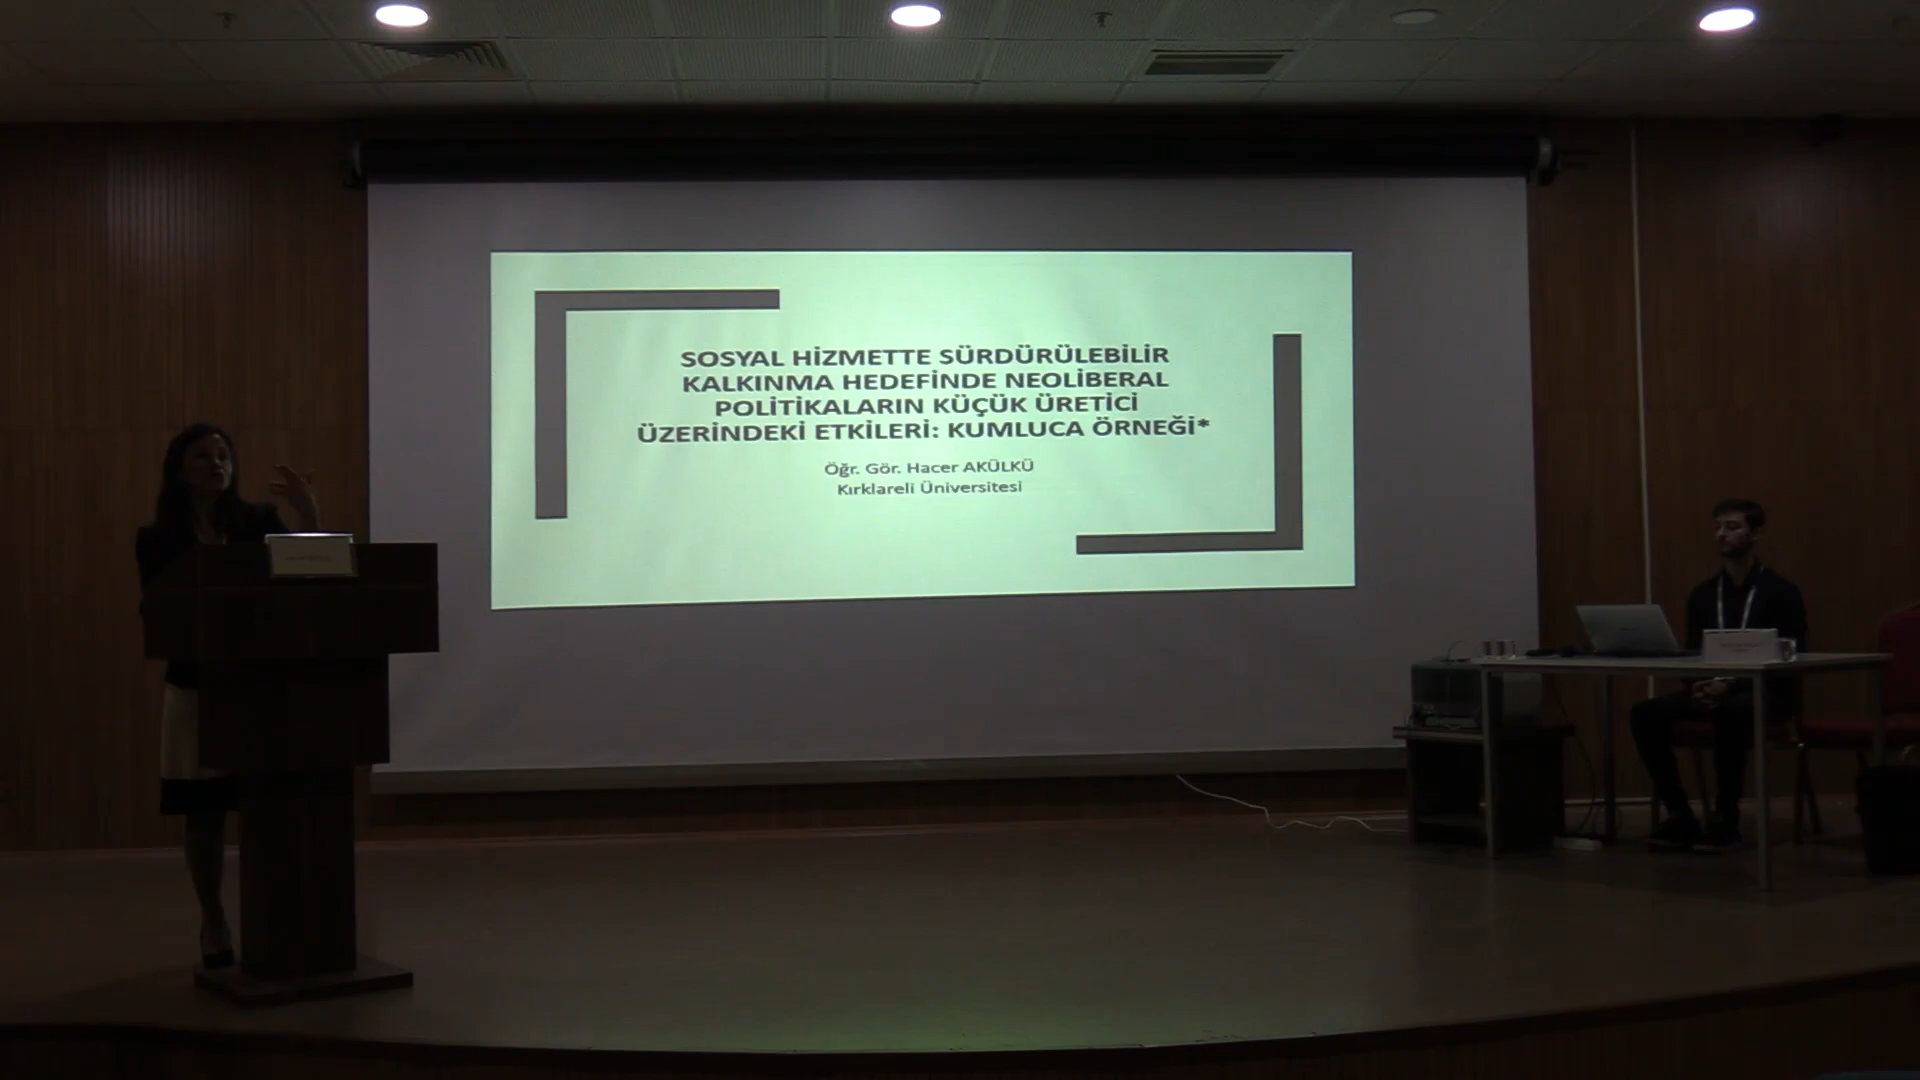 SOSYAL HİZMETTE SÜRDÜRÜLEBİLİR
KALKINMA HEDEFİNDE NEOLİBERAL
POLİTİKALARIN KÜÇÜK ÜRETİCİ
ÜZERİNDEKİ ETKİLERİ: KUMLUCA ÖRNEĞİ*
Öğr. Gör. Hacer AKÜLKÜ
Kırklareli Üniversitesi